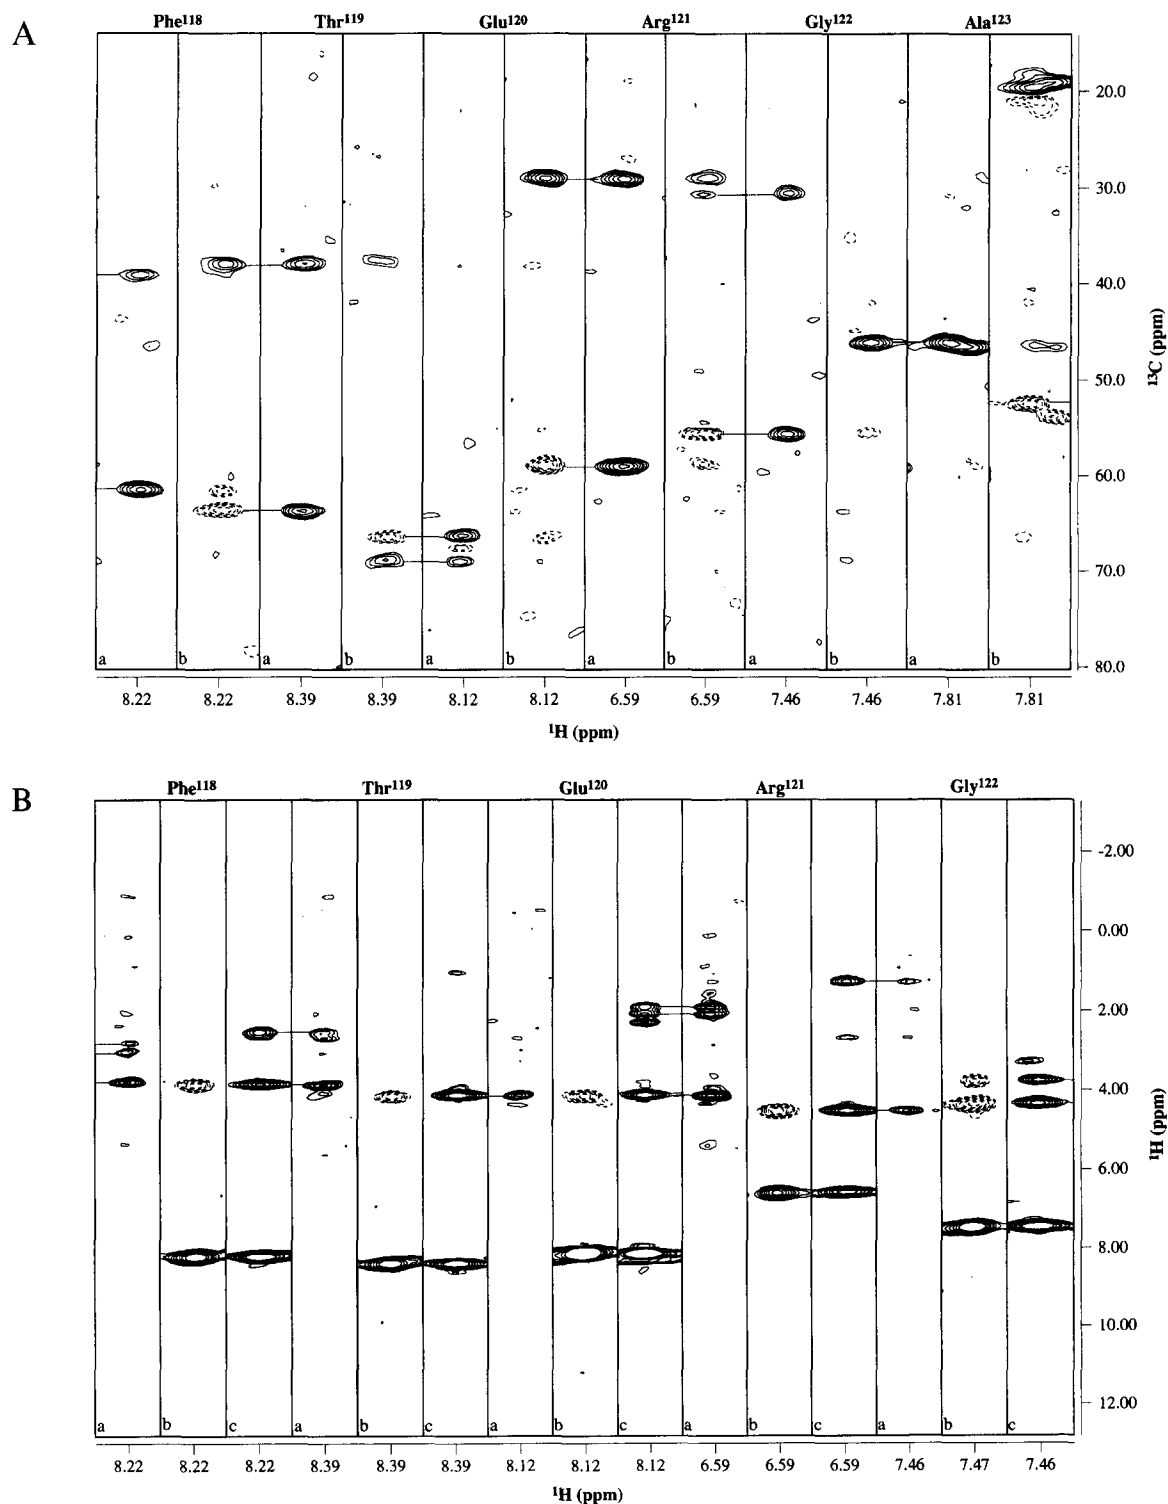 A
Phe118 Thr119 Glu120 Arg121 Gly122 Ala123
20.0
30.0
40.0
50.0
60.0
70.0
80.0
13C (ppm)
a b a b a b a b a b a b
8.22 8.22 8.39 8.39 8.12 8.12 6.59 6.59 7.46 7.46 7.81 7.81
1H (ppm)
B
Phe118 Thr119 Glu120 Arg121 Gly122
-2.00
0.00
2.00
4.00
6.00
8.00
10.00
12.00
1H (ppm)
a b c a b c a b c a b c a b c
8.22 8.22 8.22 8.39 8.39 8.39 8.12 8.12 8.12 6.59 6.59 6.59 7.46 7.47 7.46
1H (ppm)